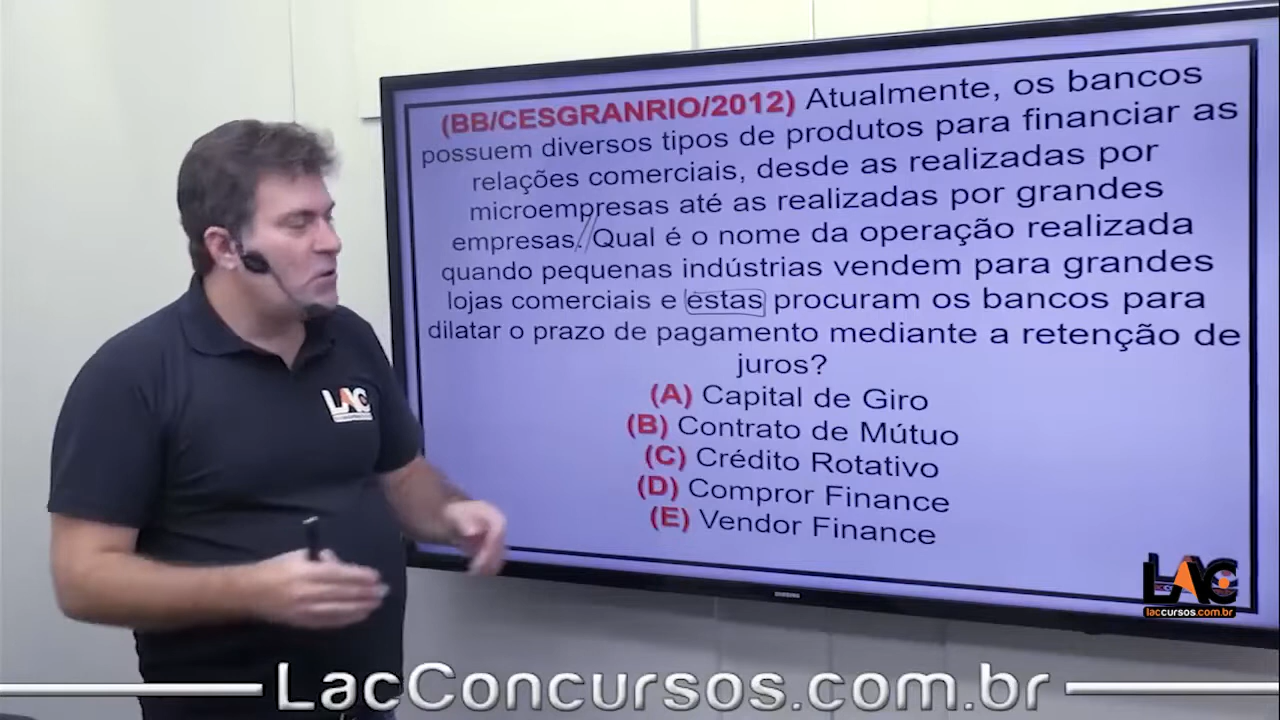 (BB/CESGRANRIO/2012) Atualmente, os bancos
possuem diversos tipos de produtos para financiar as
relações comerciais, desde as realizadas por
microempresas até as realizadas por grandes
empresas. Qual é o nome da operação realizada
quando pequenas indústrias vendem para grandes
lojas comerciais e estas procuram os bancos para
dilatar o prazo de pagamento mediante a retenção de
juros?
(A) Capital de Giro
(B) Contrato de Mútuo
(C) Crédito Rotativo
(D) Compror Finance
(E) Vendor Finance
LAC
LAC
laccursos.com.br
SAMSUNG
LacConcursos.com.br